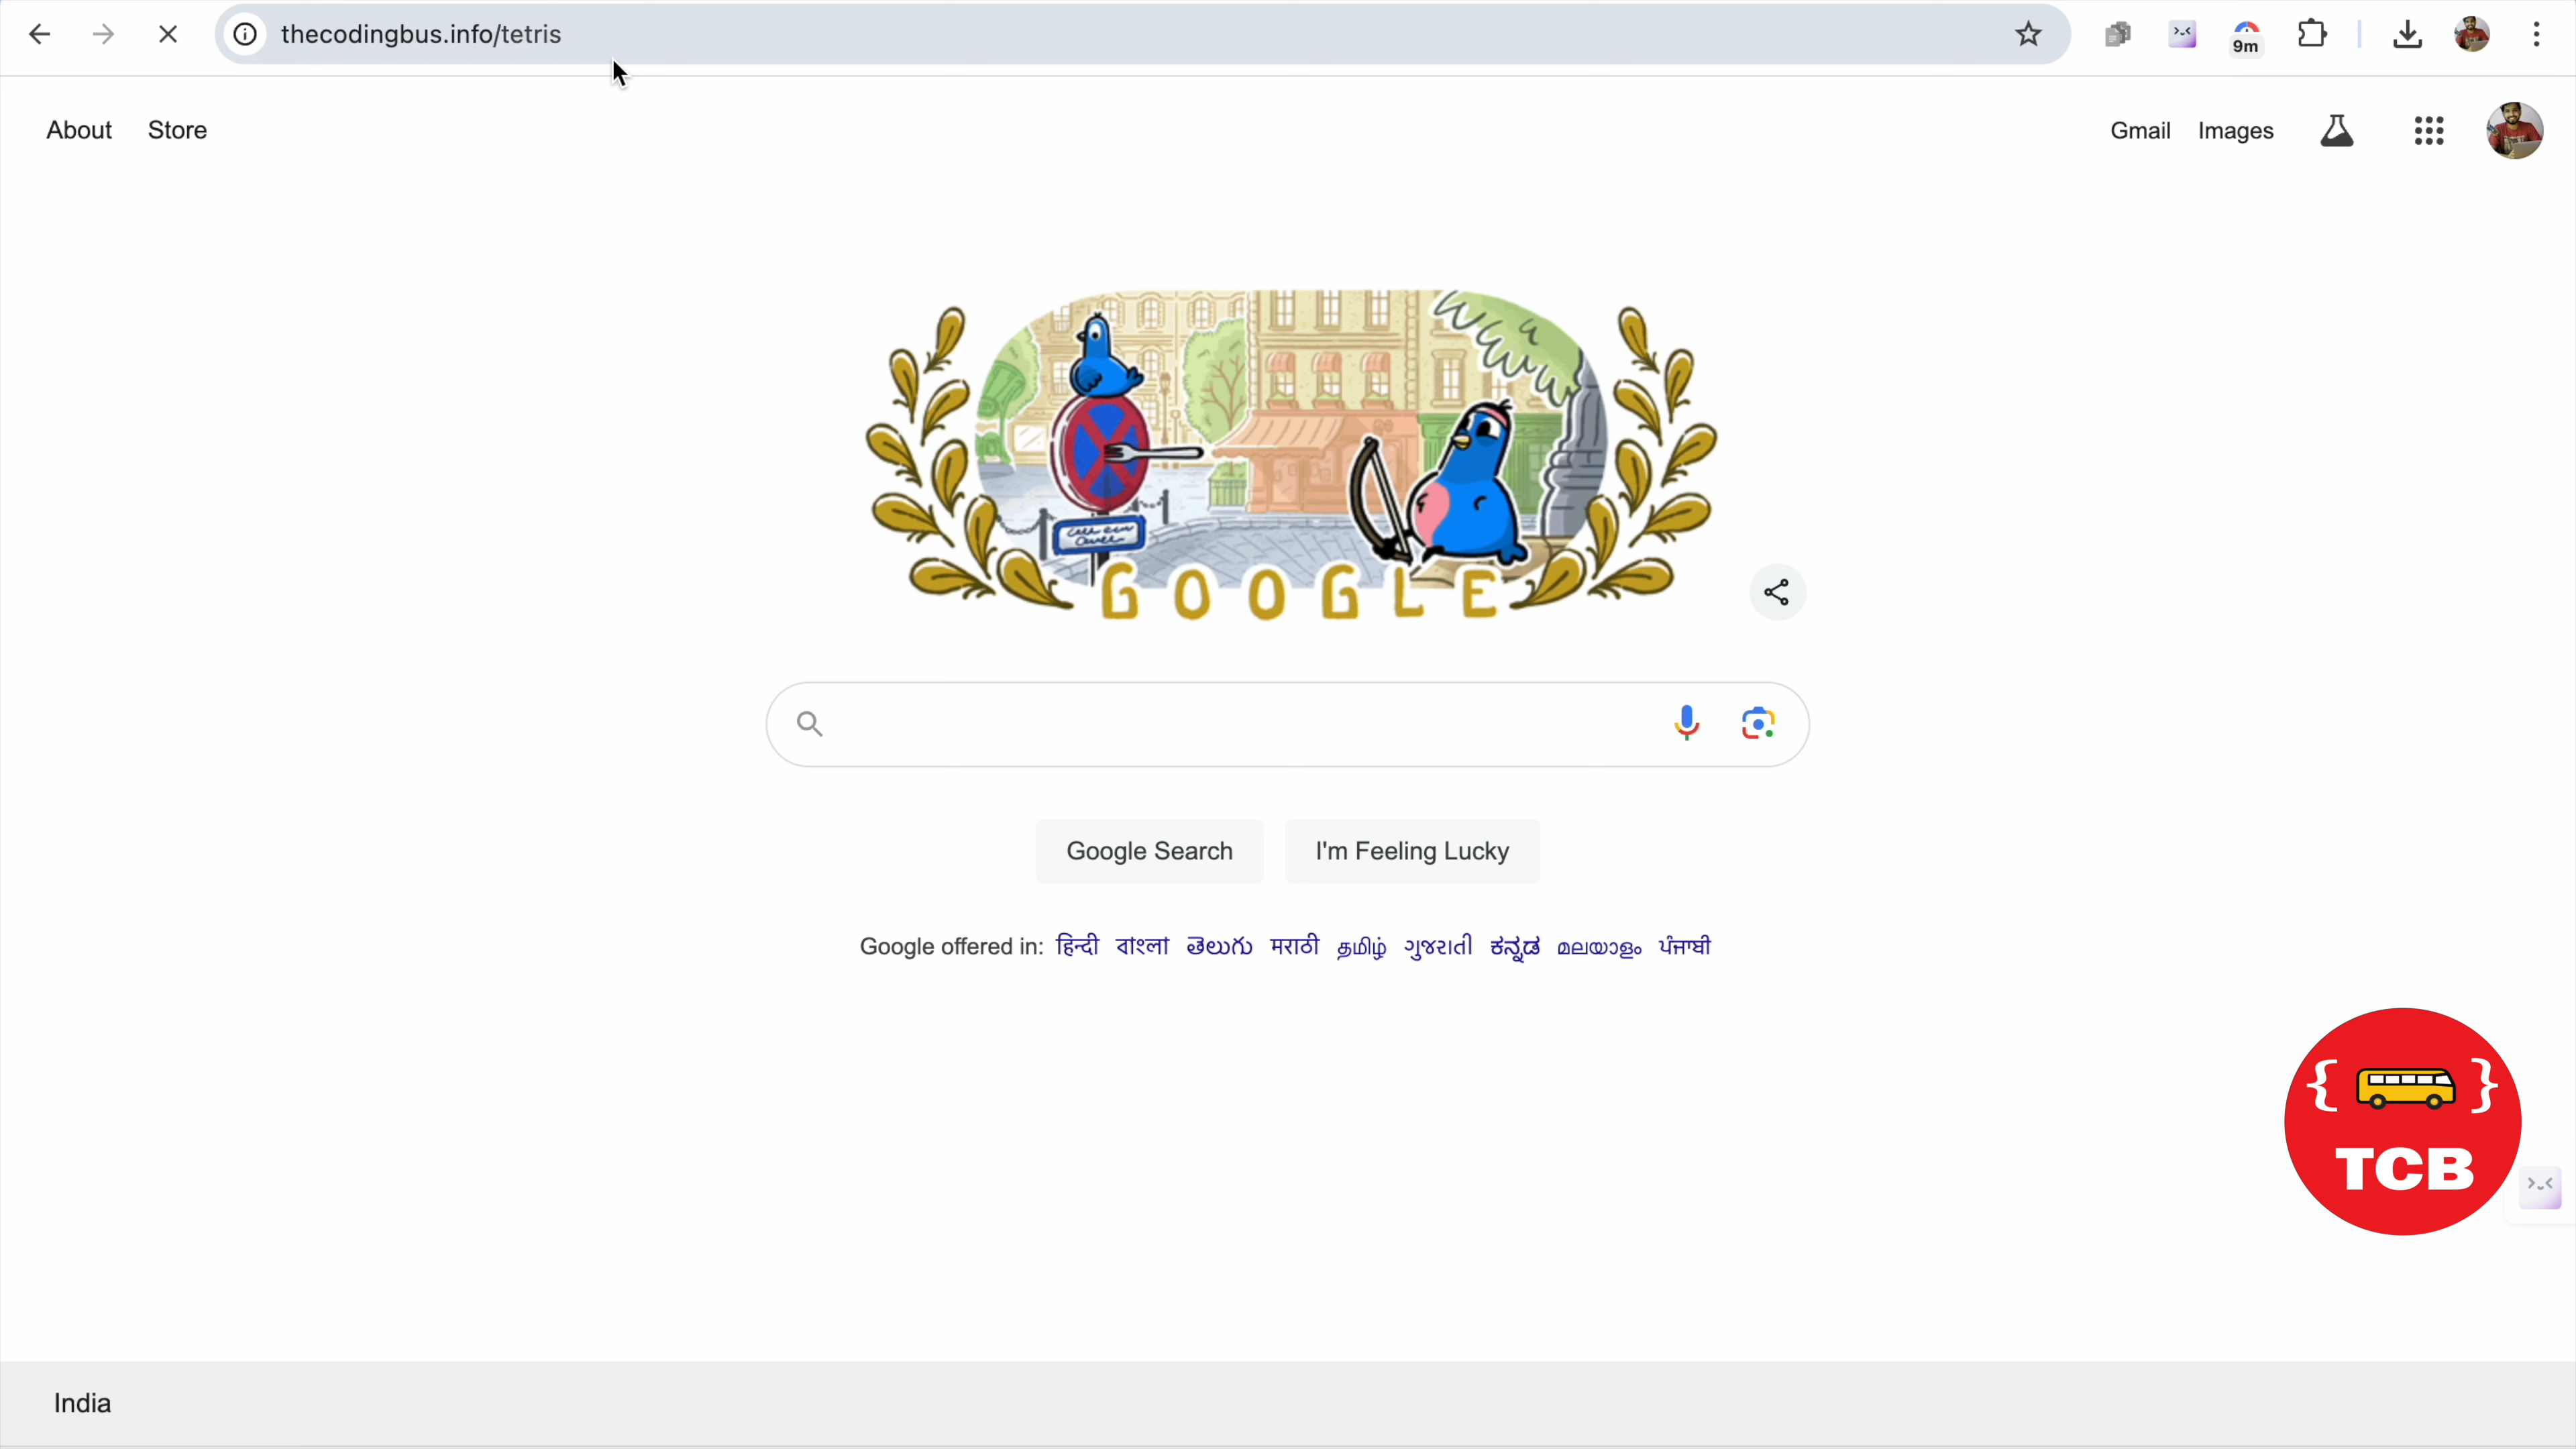 thecodingbus.info/tetris
9m
About Store
Gmail Images
GOOGLE
Google Search I'm Feeling Lucky
Google offered in: हिन्दी বাংলা తెలుగు मराठी தமிழ் ગુજરાતી ಕನ್ನಡ മലയാളം ਪੰਜਾਬੀ
{ }
TCB
India